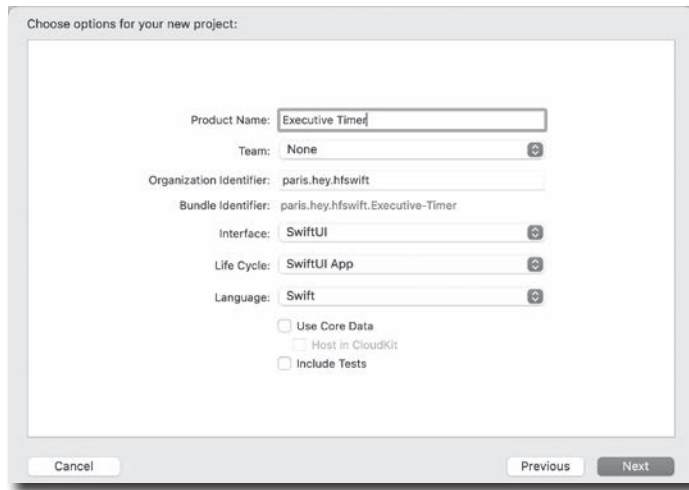 Choose options for your new project:
Product Name: Executive Timer
Team: None
Organization Identifier: paris.hey.hfswift
Bundle Identifier: paris.hey.hfswift.Executive-Timer
Interface: SwiftUI
Life Cycle: SwiftUI App
Language: Swift
Use Core Data
Host in CloudKit
Include Tests
Cancel Previous Next